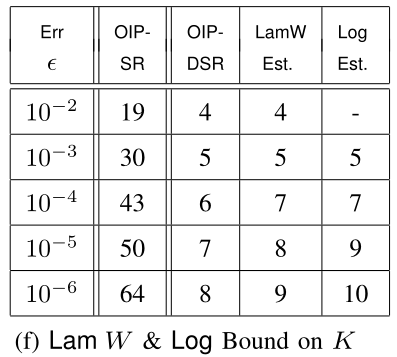 Err OIP- OIP- LamW Log
ϵ SR DSR Est. Est.
10⁻² 19 4 4 -
10⁻³ 30 5 5 5
10⁻⁴ 43 6 7 7
10⁻⁵ 50 7 8 9
10⁻⁶ 64 8 9 10
(f) Lam W & Log Bound on K